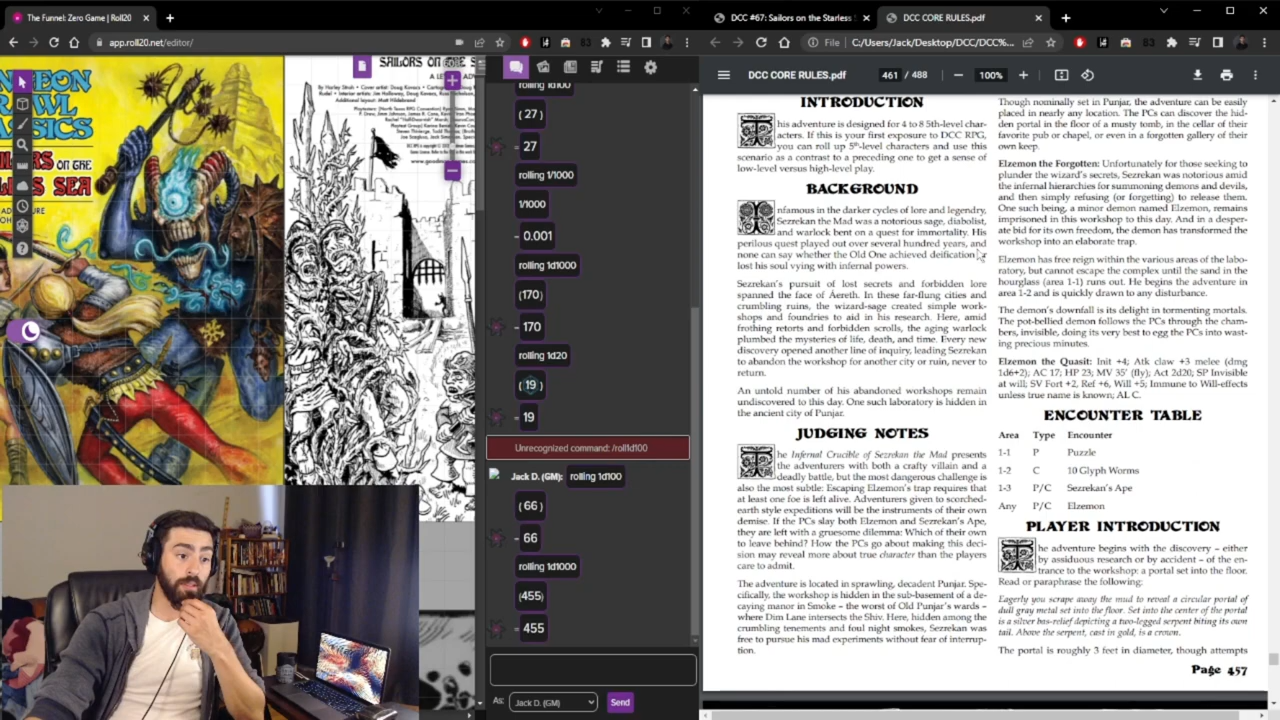 The Funnel: Zero Game | Roll20
app.roll20.net/editor/
83
CLASSICS
ON THE
SEA
SAILORS ON THE S
rolling 1d100
(27)
= 27
rolling 1/1000
1/1000
= 0.001
rolling 1d1000
(170)
= 170
rolling 1d20
(19)
= 19
Unrecognized command: /roll1d100
Jack D. (GM): rolling 1d100
(66)
= 66
rolling 1d1000
(455)
= 455
As: Jack D. (GM)
Send
DCC #67: Sailors on the Starless S
DCC CORE RULES.pdf
File C:/Users/Jack/Desktop/DCC/DCC%...
83
DCC CORE RULES.pdf
461 / 488
100%
INTRODUCTION
This adventure is designed for 4 to 8 5th-level char-
acters. If this is your first exposure to DCC RPG,
you can roll up 5th-level characters and use this
scenario as a contrast to a preceding one to get a sense of
low-level versus high-level play.
BACKGROUND
Infamous in the darker cycles of lore and legendry,
Sezrekan the Mad was a notorious sage, diabolist,
and warlock bent on a quest for immortality. His
perilous quest played out over several hundred years, and
none can say whether the Old One achieved deification or
lost his soul vying with infernal powers.
Sezrekan's pursuit of lost secrets and forbidden lore
spanned the face of Áereth. In these far-flung cities and
crumbling ruins, the wizard-sage created simple work-
shops and foundries to aid in his research. Here, amid
frothing retorts and forbidden scrolls, the aging warlock
plumbed the mysteries of life, death, and time. Every new
discovery opened another line of inquiry, leading Sezrekan
to abandon the workshop for another city or ruin, never to
return.
An untold number of his abandoned workshops remain
undiscovered to this day. One such laboratory is hidden in
the ancient city of Punjar.
JUDGING NOTES
The Infernal Crucible of Sezrekan the Mad presents
the adventurers with both a crafty villain and a
deadly battle, but the most dangerous challenge is
also the most subtle: Escaping Elzemon's trap requires that
at least one foe is left alive. Adventurers given to scorched-
earth style expeditions will be the instruments of their own
demise. If the PCs slay both Elzemon and Sezrekan's Ape,
they are left with a gruesome dilemma: Which of their own
to leave behind? How the PCs go about making this deci-
sion may reveal more about true character than the players
care to admit.
The adventure is located in sprawling, decadent Punjar. Spe-
cifically, the workshop is hidden in the sub-basement of a de-
caying manor in Smoke – the worst of Old Punjar's wards –
where Dim Lane intersects the Shiv. Here, hidden among the
crumbling tenements and foul night smokes, Sezrekan was
free to pursue his mad experiments without fear of interrup-
tion.
Though nominally set in Punjar, the adventure can be easily
placed in nearly any location. The PCs can discover the hid-
den portal in the floor of a musty tomb, in the cellar of their
favorite pub or chapel, or even in a forgotten gallery of their
own keep.
Elzemon the Forgotten: Unfortunately for those seeking to
plunder the wizard's secrets, Sezrekan was notorious amid
the infernal hierarchies for summoning demons and devils,
and then simply refusing (or forgetting) to release them.
One such being, a minor demon named Elzemon, remains
imprisoned in this workshop to this day. And in a desper-
ate bid for its own freedom, the demon has transformed the
workshop into an elaborate trap.
Elzemon has free reign within the various areas of the labo-
ratory, but cannot escape the complex until the sand in the
hourglass (area 1-1) runs out. He begins the adventure in
area 1-2 and is quickly drawn to any disturbance.
The demon's downfall is its delight in tormenting mortals.
The pot-bellied demon follows the PCs through the cham-
bers, invisible, doing its very best to egg the PCs into wast-
ing precious minutes.
Elzemon the Quasit: Init +4; Atk claw +3 melee (dmg
1d6+2); AC 17; HP 23; MV 35' (fly); Act 2d20; SP Invisible
at will; SV Fort +2, Ref +6, Will +5; Immune to Will-effects
unless true name is known; AL C.
ENCOUNTER TABLE
Area Type Encounter
1-1 P Puzzle
1-2 C 10 Glyph Worms
1-3 P/C Sezrekan's Ape
Any P/C Elzemon
PLAYER INTRODUCTION
The adventure begins with the discovery – either
by assiduous research or by accident – of the en-
trance to the workshop: a portal set into the floor.
Read or paraphrase the following:
Eagerly you scrape away the mud to reveal a circular portal of
dull gray metal set into the floor. Set into the center of the portal
is a silver bas-relief depicting a two-legged serpent biting its own
tail. Above the serpent, cast in gold, is a crown.
The portal is roughly 3 feet in diameter, though attempts
Page 457